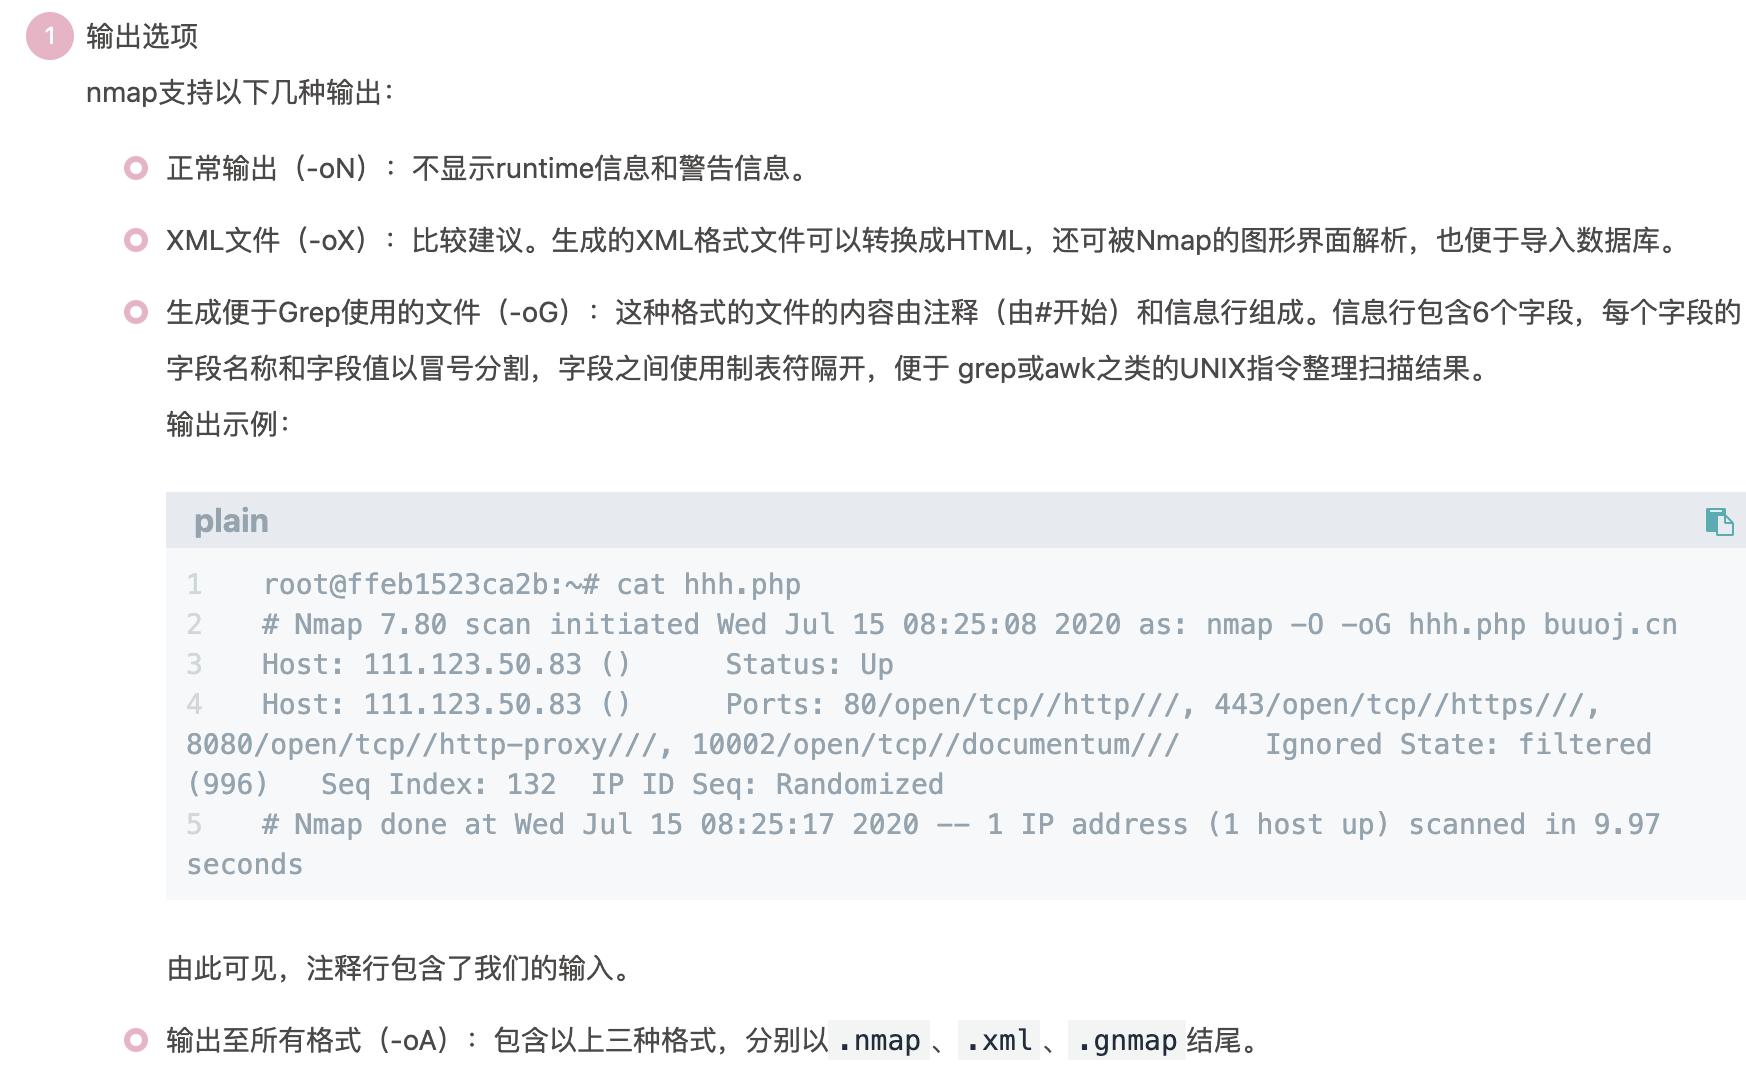 1 输出选项
nmap支持以下几种输出：
正常输出（-oN）：不显示runtime信息和警告信息。
XML文件（-oX）：比较建议。生成的XML格式文件可以转换成HTML，还可被Nmap的图形界面解析，也便于导入数据库。
生成便于Grep使用的文件（-oG）：这种格式的文件的内容由注释（由#开始）和信息行组成。信息行包含6个字段，每个字段的
字段名称和字段值以冒号分割，字段之间使用制表符隔开，便于 grep或awk之类的UNIX指令整理扫描结果。
输出示例：
plain
1 root@ffeb1523ca2b:~# cat hhh.php
2 # Nmap 7.80 scan initiated Wed Jul 15 08:25:08 2020 as: nmap -O -oG hhh.php buuoj.cn
3 Host: 111.123.50.83 () Status: Up
4 Host: 111.123.50.83 () Ports: 80/open/tcp//http///, 443/open/tcp//https///,
8080/open/tcp//http-proxy///, 10002/open/tcp//documentum/// Ignored State: filtered
(996) Seq Index: 132 IP ID Seq: Randomized
5 # Nmap done at Wed Jul 15 08:25:17 2020 -- 1 IP address (1 host up) scanned in 9.97
seconds
由此可见，注释行包含了我们的输入。
输出至所有格式（-oA）：包含以上三种格式，分别以 .nmap 、 .xml 、 .gnmap 结尾。